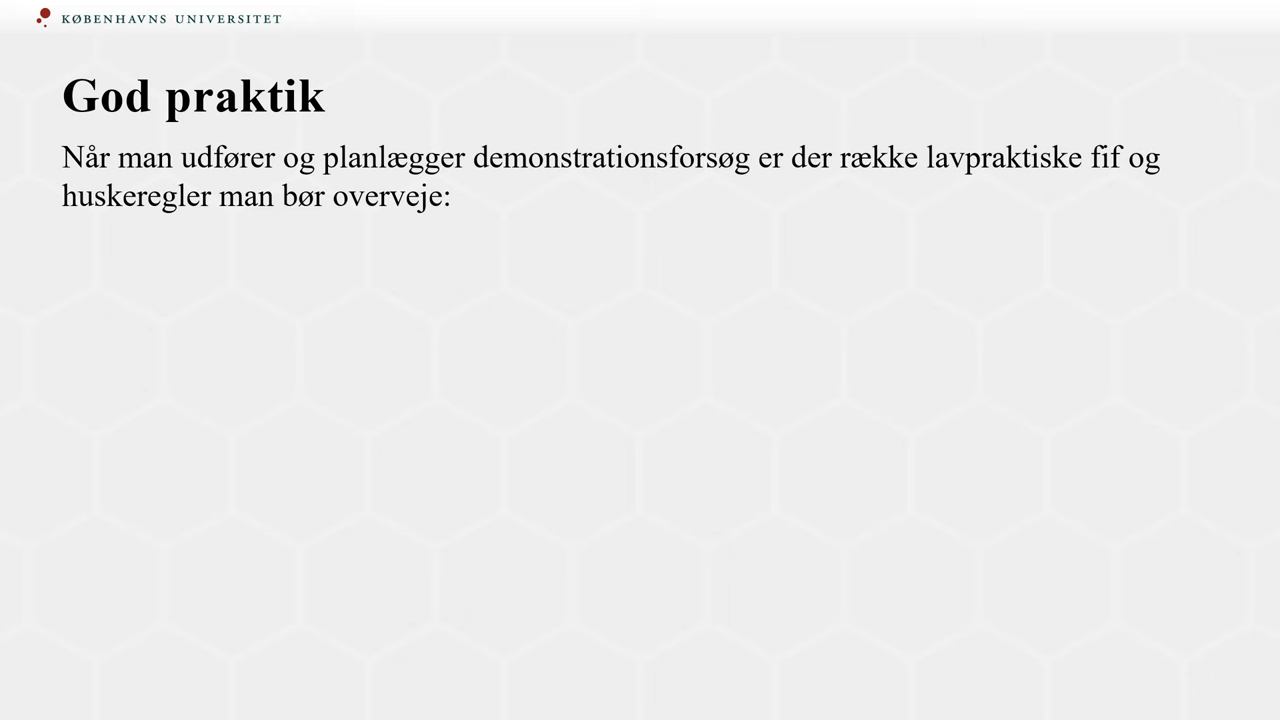 KØBENHAVNS UNIVERSITET
God praktik
Når man udfører og planlægger demonstrationsforsøg er der række lavpraktiske fif og
huskeregler man bør overveje: